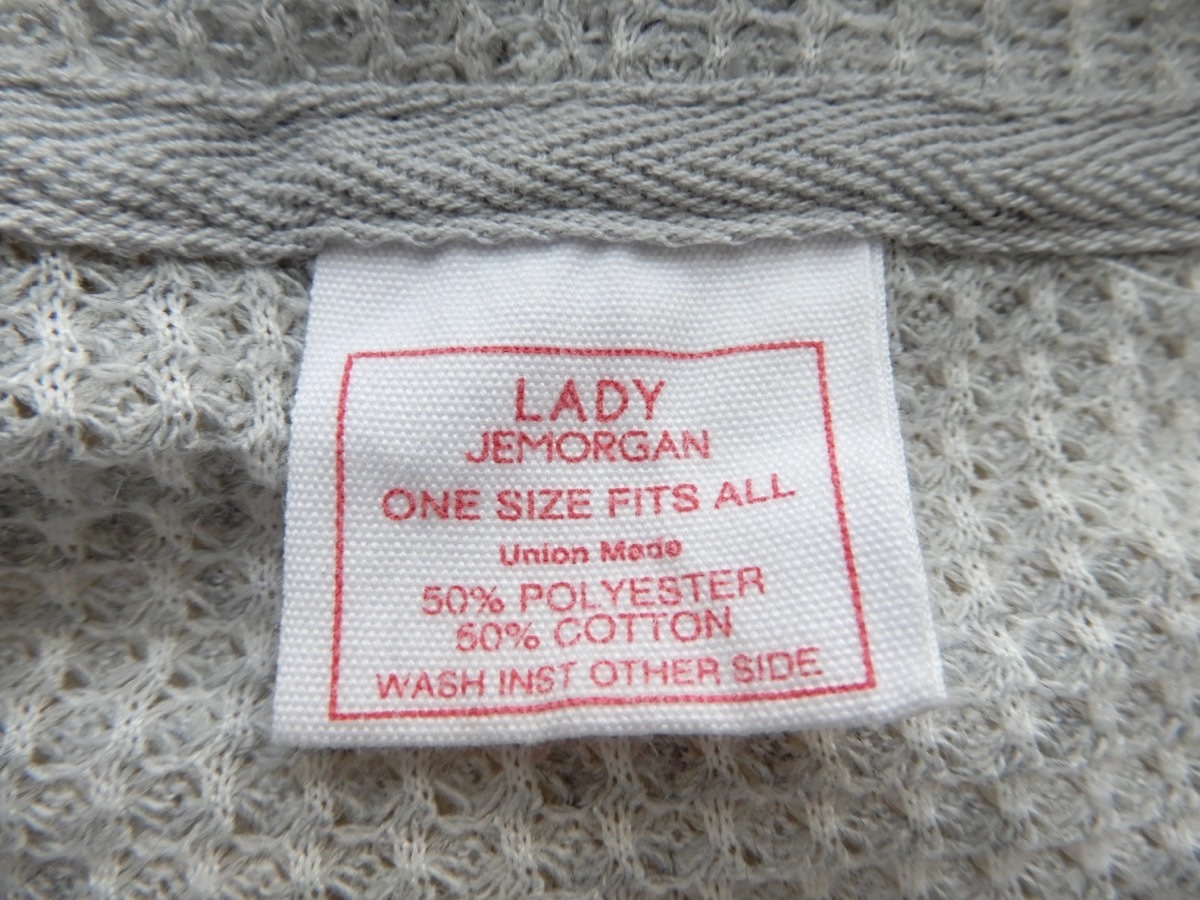 LADY
JEMORGAN
ONE SIZE FITS ALL
Union Made
50% POLYESTER
50% COTTON
WASH INST OTHER SIDE